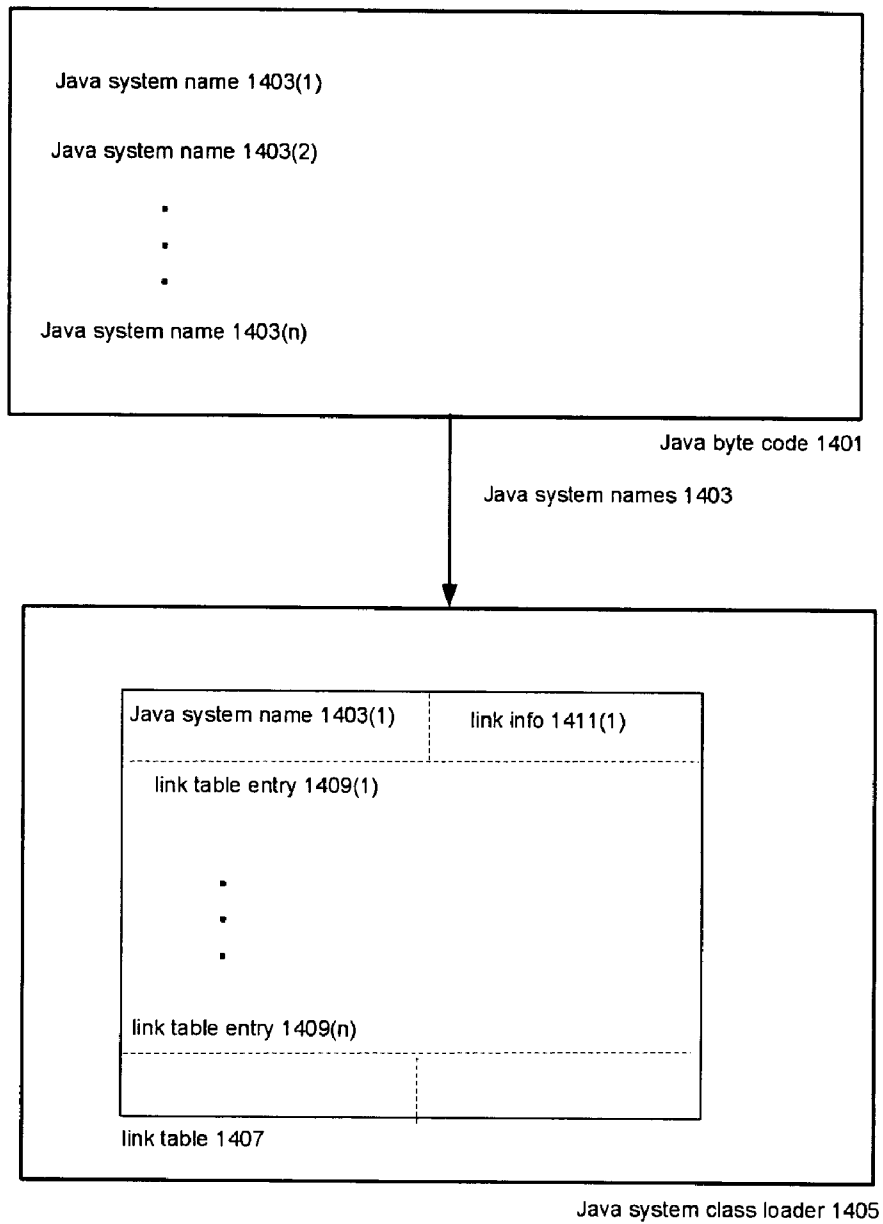 Java system name 1403(1)
Java system name 1403(2)
Java system name 1403(n)
Java byte code 1401
Java system names 1403
Java system name 1403(1) link info 1411(1)
link table entry 1409(1)
link table entry 1409(n)
link table 1407
Java system class loader 1405